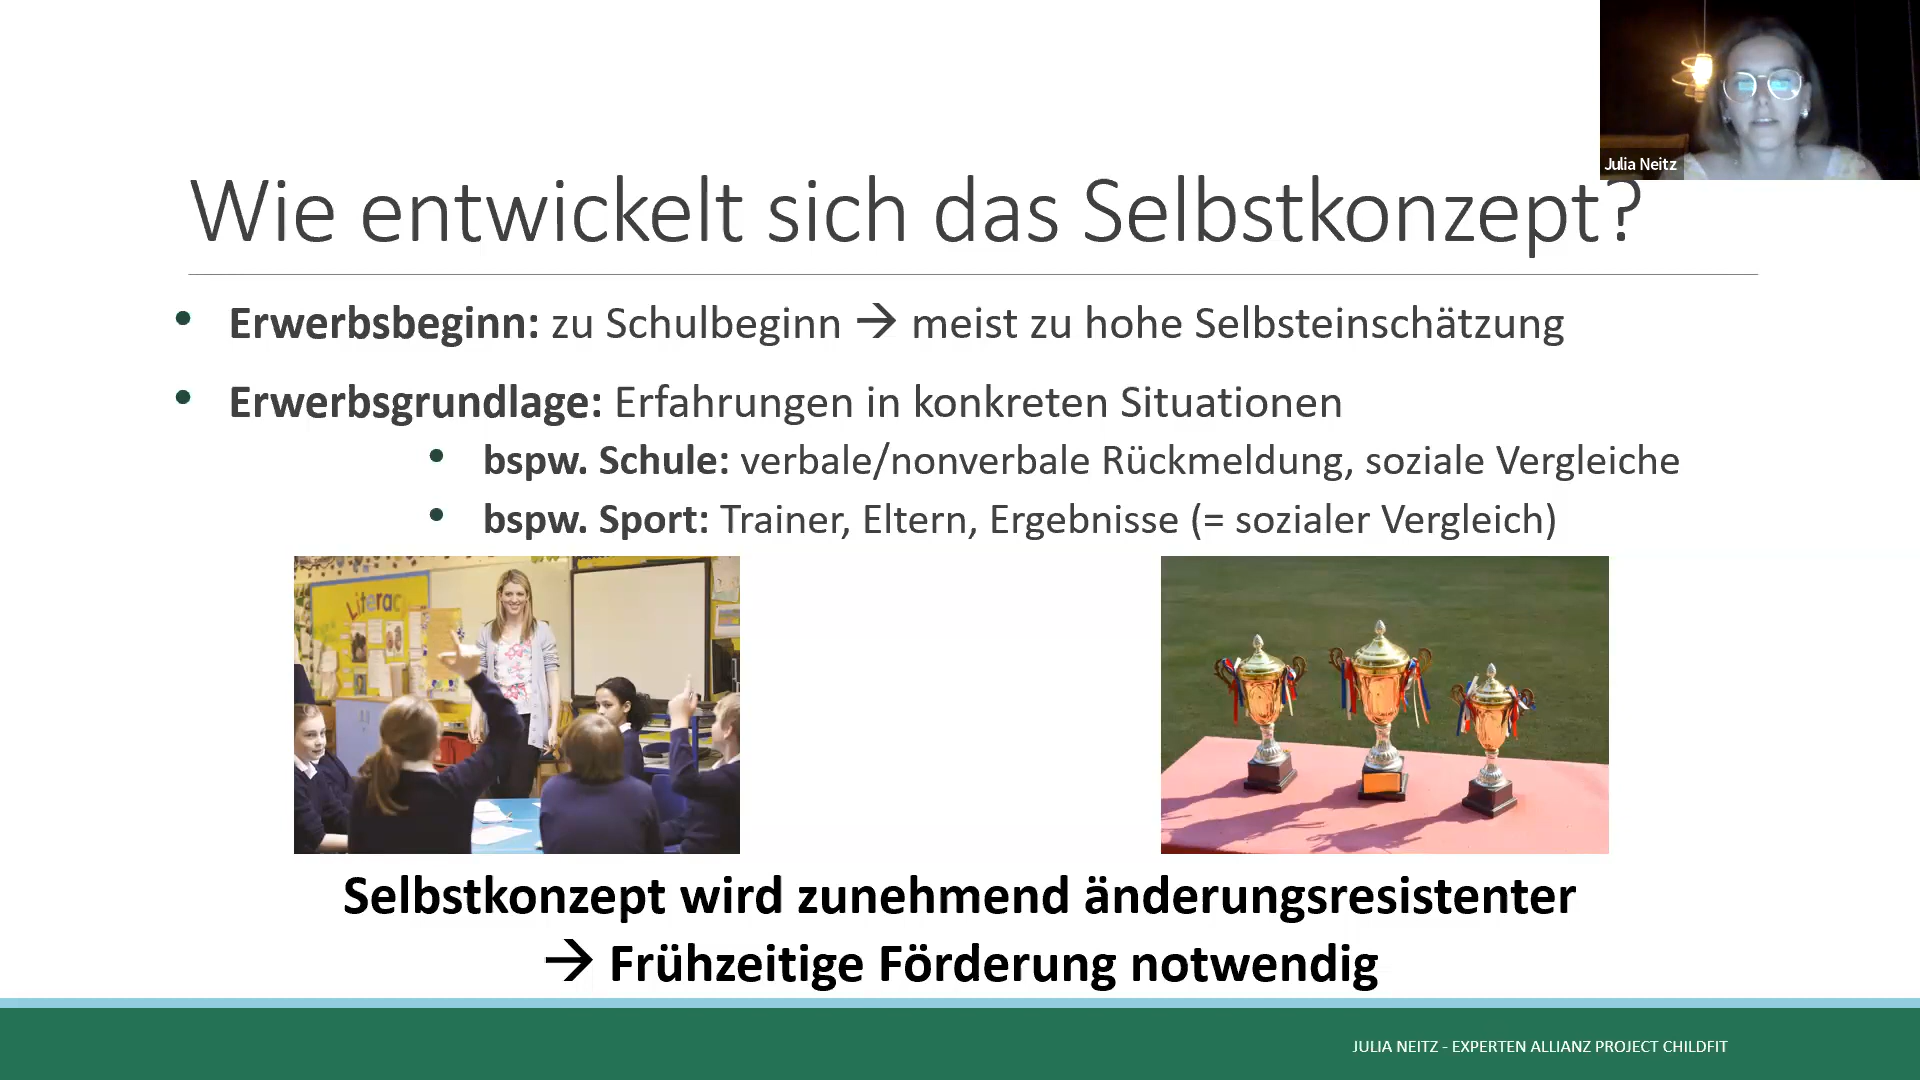 Julia Neitz
Wie entwickelt sich das Selbstkonzept?
• Erwerbsbeginn: zu Schulbeginn → meist zu hohe Selbsteinschätzung
• Erwerbsgrundlage: Erfahrungen in konkreten Situationen
• bspw. Schule: verbale/nonverbale Rückmeldung, soziale Vergleiche
• bspw. Sport: Trainer, Eltern, Ergebnisse (= sozialer Vergleich)
Literac
Selbstkonzept wird zunehmend änderungsresistenter
→ Frühzeitige Förderung notwendig
JULIA NEITZ - EXPERTEN ALLIANZ PROJECT CHILDFIT